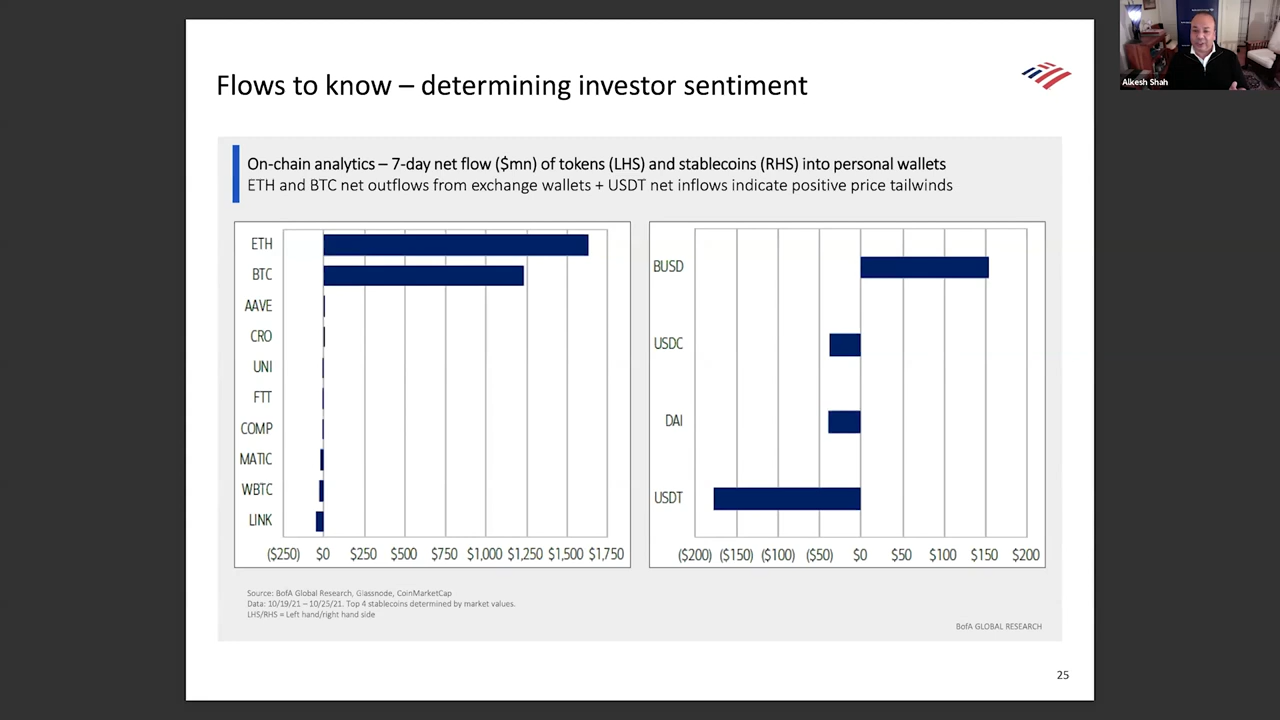 Flows to know – determining investor sentiment
Alkesh Shah
On-chain analytics – 7-day net flow ($mn) of tokens (LHS) and stablecoins (RHS) into personal wallets
ETH and BTC net outflows from exchange wallets + USDT net inflows indicate positive price tailwinds
ETH
BTC
AAVE
CRO
UNI
FTT
COMP
MATIC
WBTC
LINK
($250) $0 $250 $500 $750 $1,000 $1,250 $1,500 $1,750
BUSD
USDC
DAI
USDT
($200) ($150) ($100) ($50) $0 $50 $100 $150 $200
Source: BofA Global Research, Glassnode, CoinMarketCap
Data: 10/19/21 – 10/25/21. Top 4 stablecoins determined by market values.
LHS/RHS = Left hand/right hand side
BofA GLOBAL RESEARCH
25